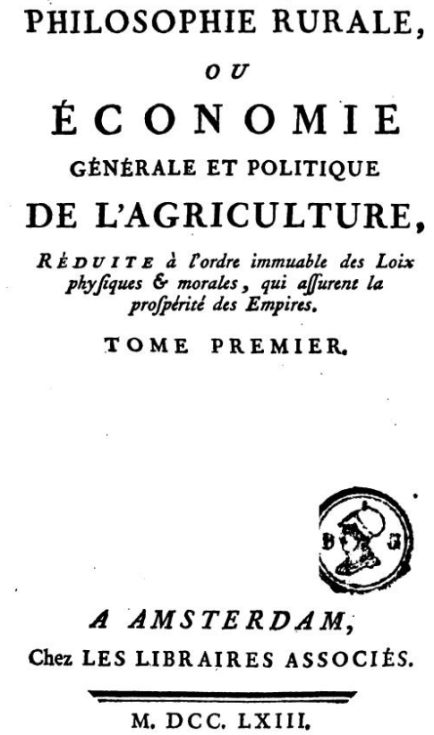 PHILOSOPHIE RURALE,
OU
ÉCONOMIE
GÉNÉRALE ET POLITIQUE
DE L'AGRICULTURE,
RÉDUITE à l'ordre immuable des Loix
phyſiques & morales, qui aſſurent la
proſpérité des Empires.
TOME PREMIER.
B G
A AMSTERDAM,
Chez LES LIBRAIRES ASSOCIÉS.
M. DCC. LXIII.